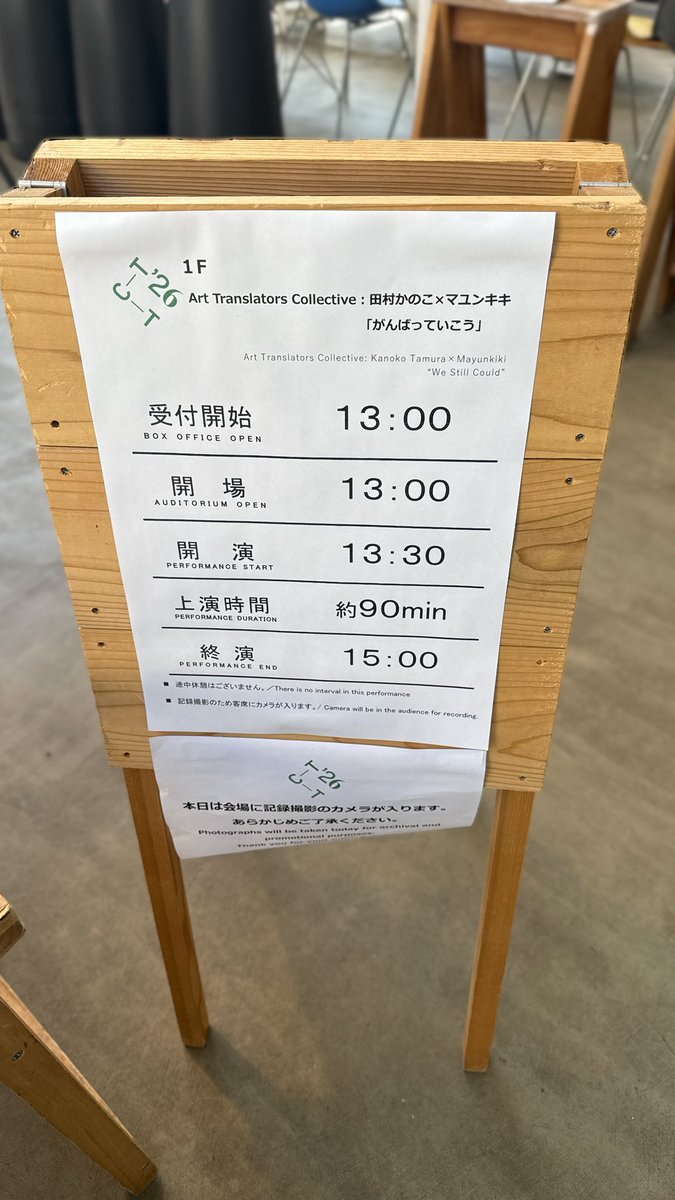 T
C-'26
-T
1F
Art Translators Collective : 田村かのこ×マユンキキ
「がんばっていこう」
Art Translators Collective: Kanoko Tamura×Mayunkiki
“We Still Could”
受付開始 13:00
BOX OFFICE OPEN
開 場 13:00
AUDITORIUM OPEN
開 演 13:30
PERFORMANCE START
上演時間 約90min
PERFORMANCE DURATION
終 演 15:00
PERFORMANCE END
■ 途中休憩はございません。／There is no interval in this performance
■ 記録撮影のため客席にカメラが入ります。/ Camera will be in the audience for recording.
T
C-'26
-T
本日は会場に記録撮影のカメラが入ります。
あらかじめご了承ください。
Photographs will be taken today for archival and
promotional purposes.
Thank you for your